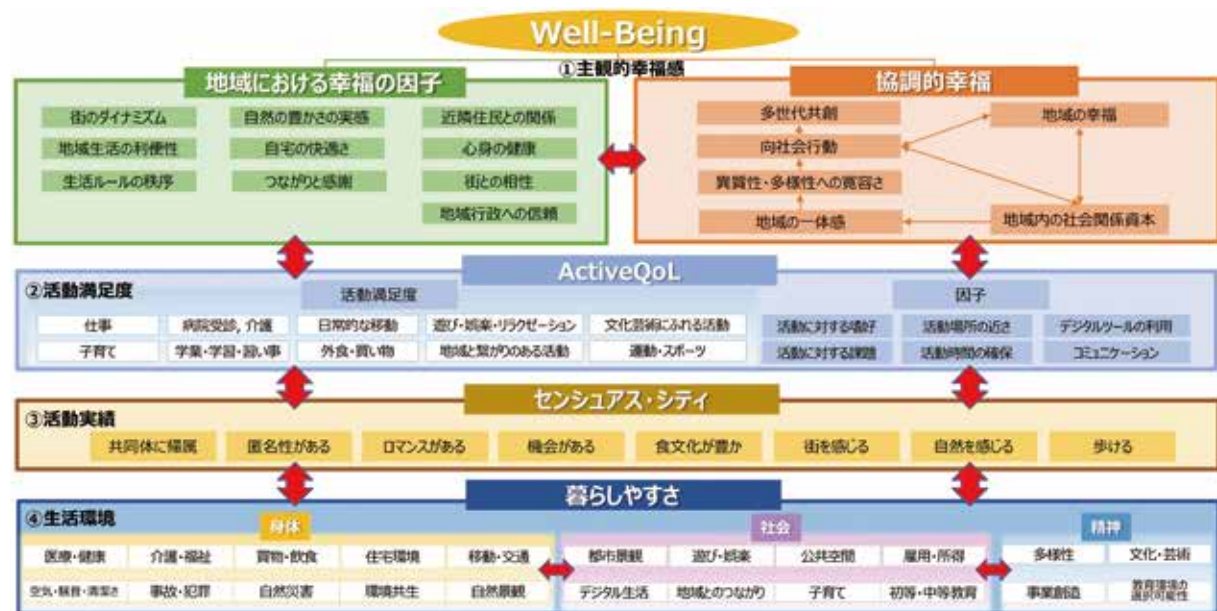 Well-Being
①主観的幸福感
地域における幸福の因子
街のダイナミズム
自然の豊かさの実感
近隣住民との関係
地域生活の利便性
自宅の快適さ
心身の健康
生活ルールの秩序
つながりと感謝
街との相性
地域行政への信頼
協調的幸福
多世代共創
地域の幸福
向社会行動
異質性・多様性への寛容さ
地域の一体感
地域内の社会関係資本
ActiveQoL
②活動満足度
活動満足度
因子
仕事
病院受診, 介護
日常的な移動
遊び・娯楽・リラクゼーション
文化芸術にふれる活動
子育て
学業・学習・習い事
外食・買い物
地域と繋がりのある活動
運動・スポーツ
活動に対する嗜好
活動場所の近さ
デジタルツールの利用
活動に対する課題
活動時間の確保
コミュニケーション
センシュアス・シティ
③活動実績
共同体に帰属
匿名性がある
ロマンスがある
機会がある
食文化が豊か
街を感じる
自然を感じる
歩ける
暮らしやすさ
④生活環境
身体
社会
精神
医療・健康
介護・福祉
買物・飲食
住宅環境
移動・交通
都市景観
遊び・娯楽
公共空間
雇用・所得
多様性
文化・芸術
空気・騒音・清潔さ
事故・犯罪
自然災害
環境共生
自然景観
デジタル生活
地域とのつながり
子育て
初等・中等教育
事業創造
教育環境の
選択可能性